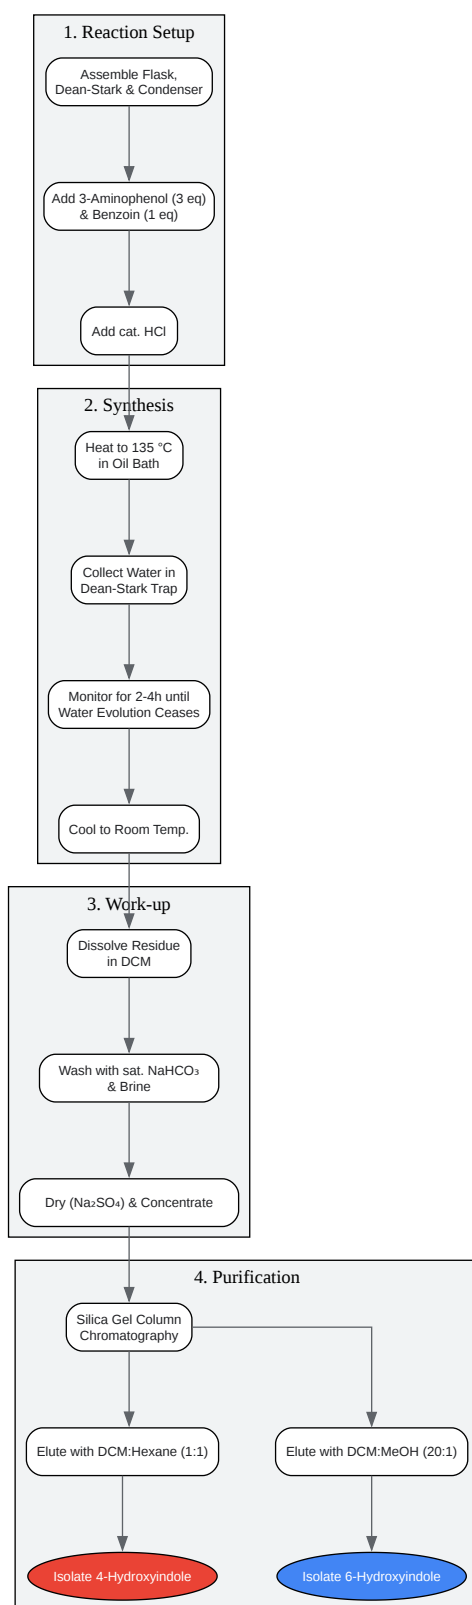 1. Reaction Setup
Assemble Flask,
Dean-Stark & Condenser
Add 3-Aminophenol (3 eq)
& Benzoin (1 eq)
Add cat. HCl
2. Synthesis
Heat to 135 °C
in Oil Bath
Collect Water in
Dean-Stark Trap
Monitor for 2-4h until
Water Evolution Ceases
Cool to Room Temp.
3. Work-up
Dissolve Residue
in DCM
Wash with sat. NaHCO₃
& Brine
Dry (Na₂SO₄) & Concentrate
4. Purification
Silica Gel Column
Chromatography
Elute with DCM:Hexane (1:1)
Elute with DCM:MeOH (20:1)
Isolate 4-Hydroxyindole
Isolate 6-Hydroxyindole